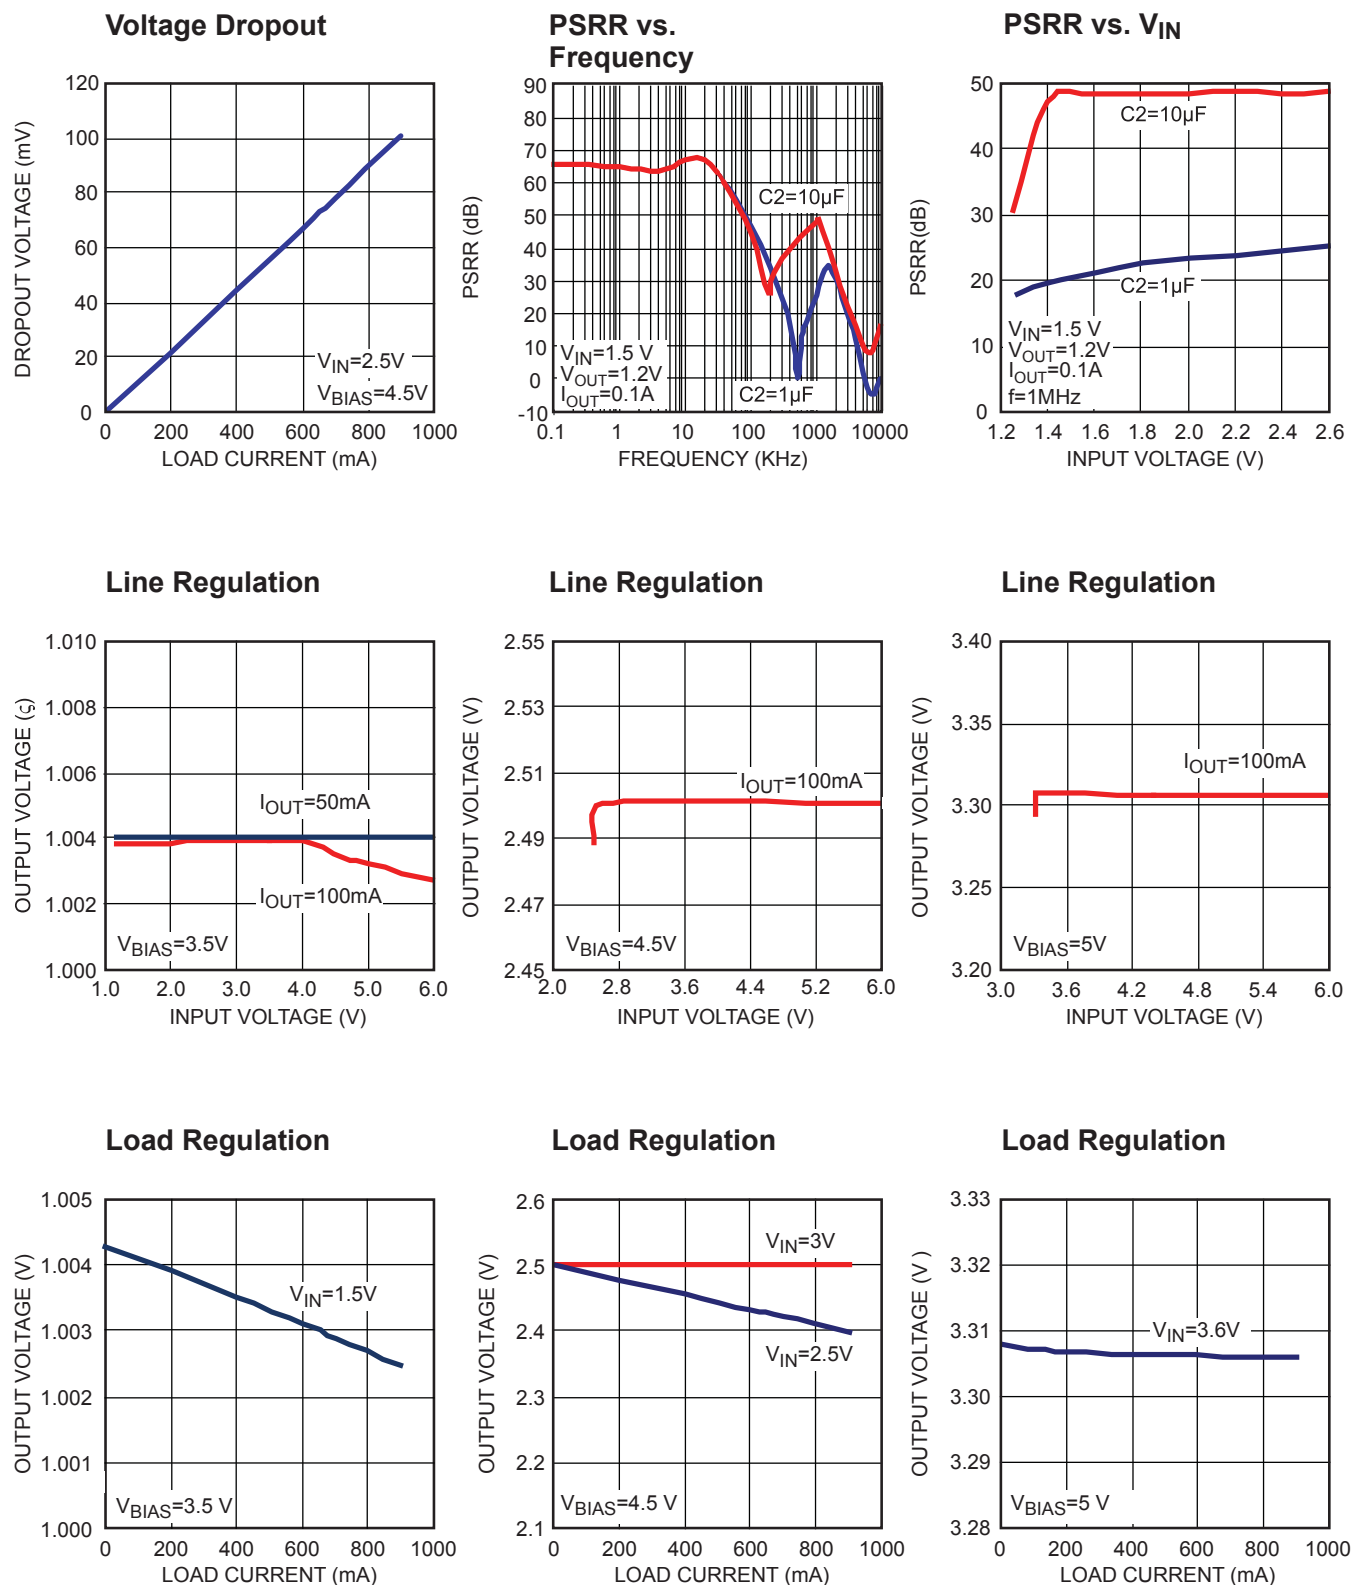 Voltage Dropout
120
100
80
60
40
20
0
DROPOUT VOLTAGE (mV)
VIN=2.5V
VBIAS=4.5V
0 200 400 600 800 1000
LOAD CURRENT (mA)
PSRR vs.
Frequency
90
80
70
60
50
40
30
20
10
0
-10
PSRR (dB)
C2=10µF
VIN=1.5 V
VOUT=1.2V
IOUT=0.1A
C2=1µF
0.1 1 10 100 1000 10000
FREQUENCY (KHz)
PSRR vs. VIN
50
40
30
20
10
0
PSRR(dB)
C2=10µF
C2=1µF
VIN=1.5 V
VOUT=1.2V
IOUT=0.1A
f=1MHz
1.2 1.4 1.6 1.8 2.0 2.2 2.4 2.6
INPUT VOLTAGE (V)
Line Regulation
1.010
1.008
1.006
1.004
1.002
1.000
OUTPUT VOLTAGE (ς)
IOUT=50mA
IOUT=100mA
VBIAS=3.5V
1.0 2.0 3.0 4.0 5.0 6.0
INPUT VOLTAGE (V)
Line Regulation
2.55
2.53
2.51
2.49
2.47
2.45
OUTPUT VOLTAGE (V)
IOUT=100mA
VBIAS=4.5V
2.0 2.8 3.6 4.4 5.2 6.0
INPUT VOLTAGE (V)
Line Regulation
3.40
3.35
3.30
3.25
3.20
OUTPUT VOLTAGE (V)
IOUT=100mA
VBIAS=5V
3.0 3.6 4.2 4.8 5.4 6.0
INPUT VOLTAGE (V)
Load Regulation
1.005
1.004
1.003
1.002
1.001
1.000
OUTPUT VOLTAGE (V)
VIN=1.5V
VBIAS=3.5 V
0 200 400 600 800 1000
LOAD CURRENT (mA)
Load Regulation
2.6
2.5
2.4
2.3
2.2
2.1
OUTPUT VOLTAGE (V)
VIN=3V
VIN=2.5V
VBIAS=4.5 V
0 200 400 600 800 1000
LOAD CURRENT (mA)
Load Regulation
3.33
3.32
3.31
3.30
3.29
3.28
OUTPUT VOLTAGE (V )
VIN=3.6V
VBIAS=5 V
0 200 400 600 800 1000
LOAD CURRENT (mA)